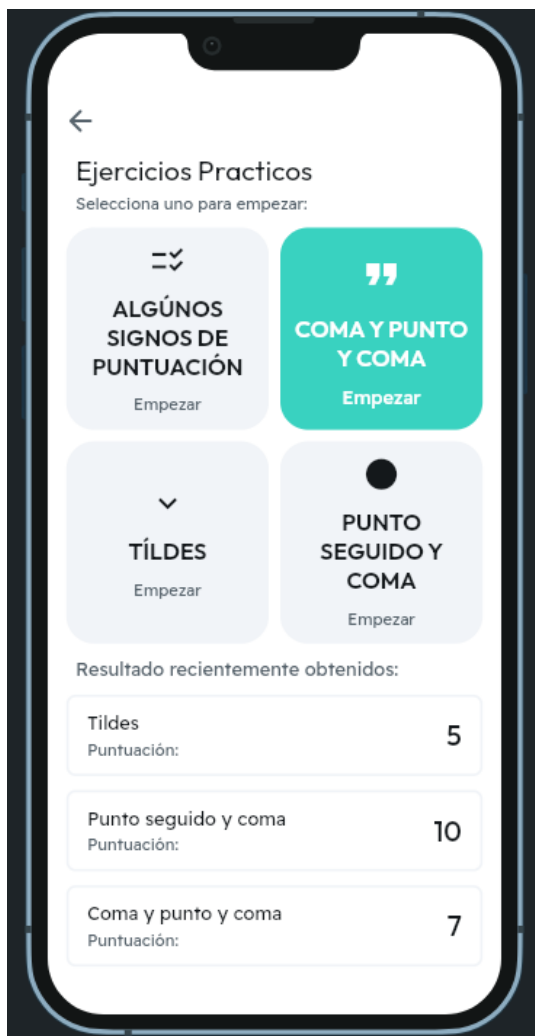 Ejercicios Practicos
Selecciona uno para empezar:
ALGÚNOS
SIGNOS DE
PUNTUACIÓN
Empezar
COMA Y PUNTO
Y COMA
Empezar
TÍLDES
Empezar
PUNTO
SEGUIDO Y
COMA
Empezar
Resultado recientemente obtenidos:
Tildes
Puntuación:
5
Punto seguido y coma
Puntuación:
10
Coma y punto y coma
Puntuación:
7